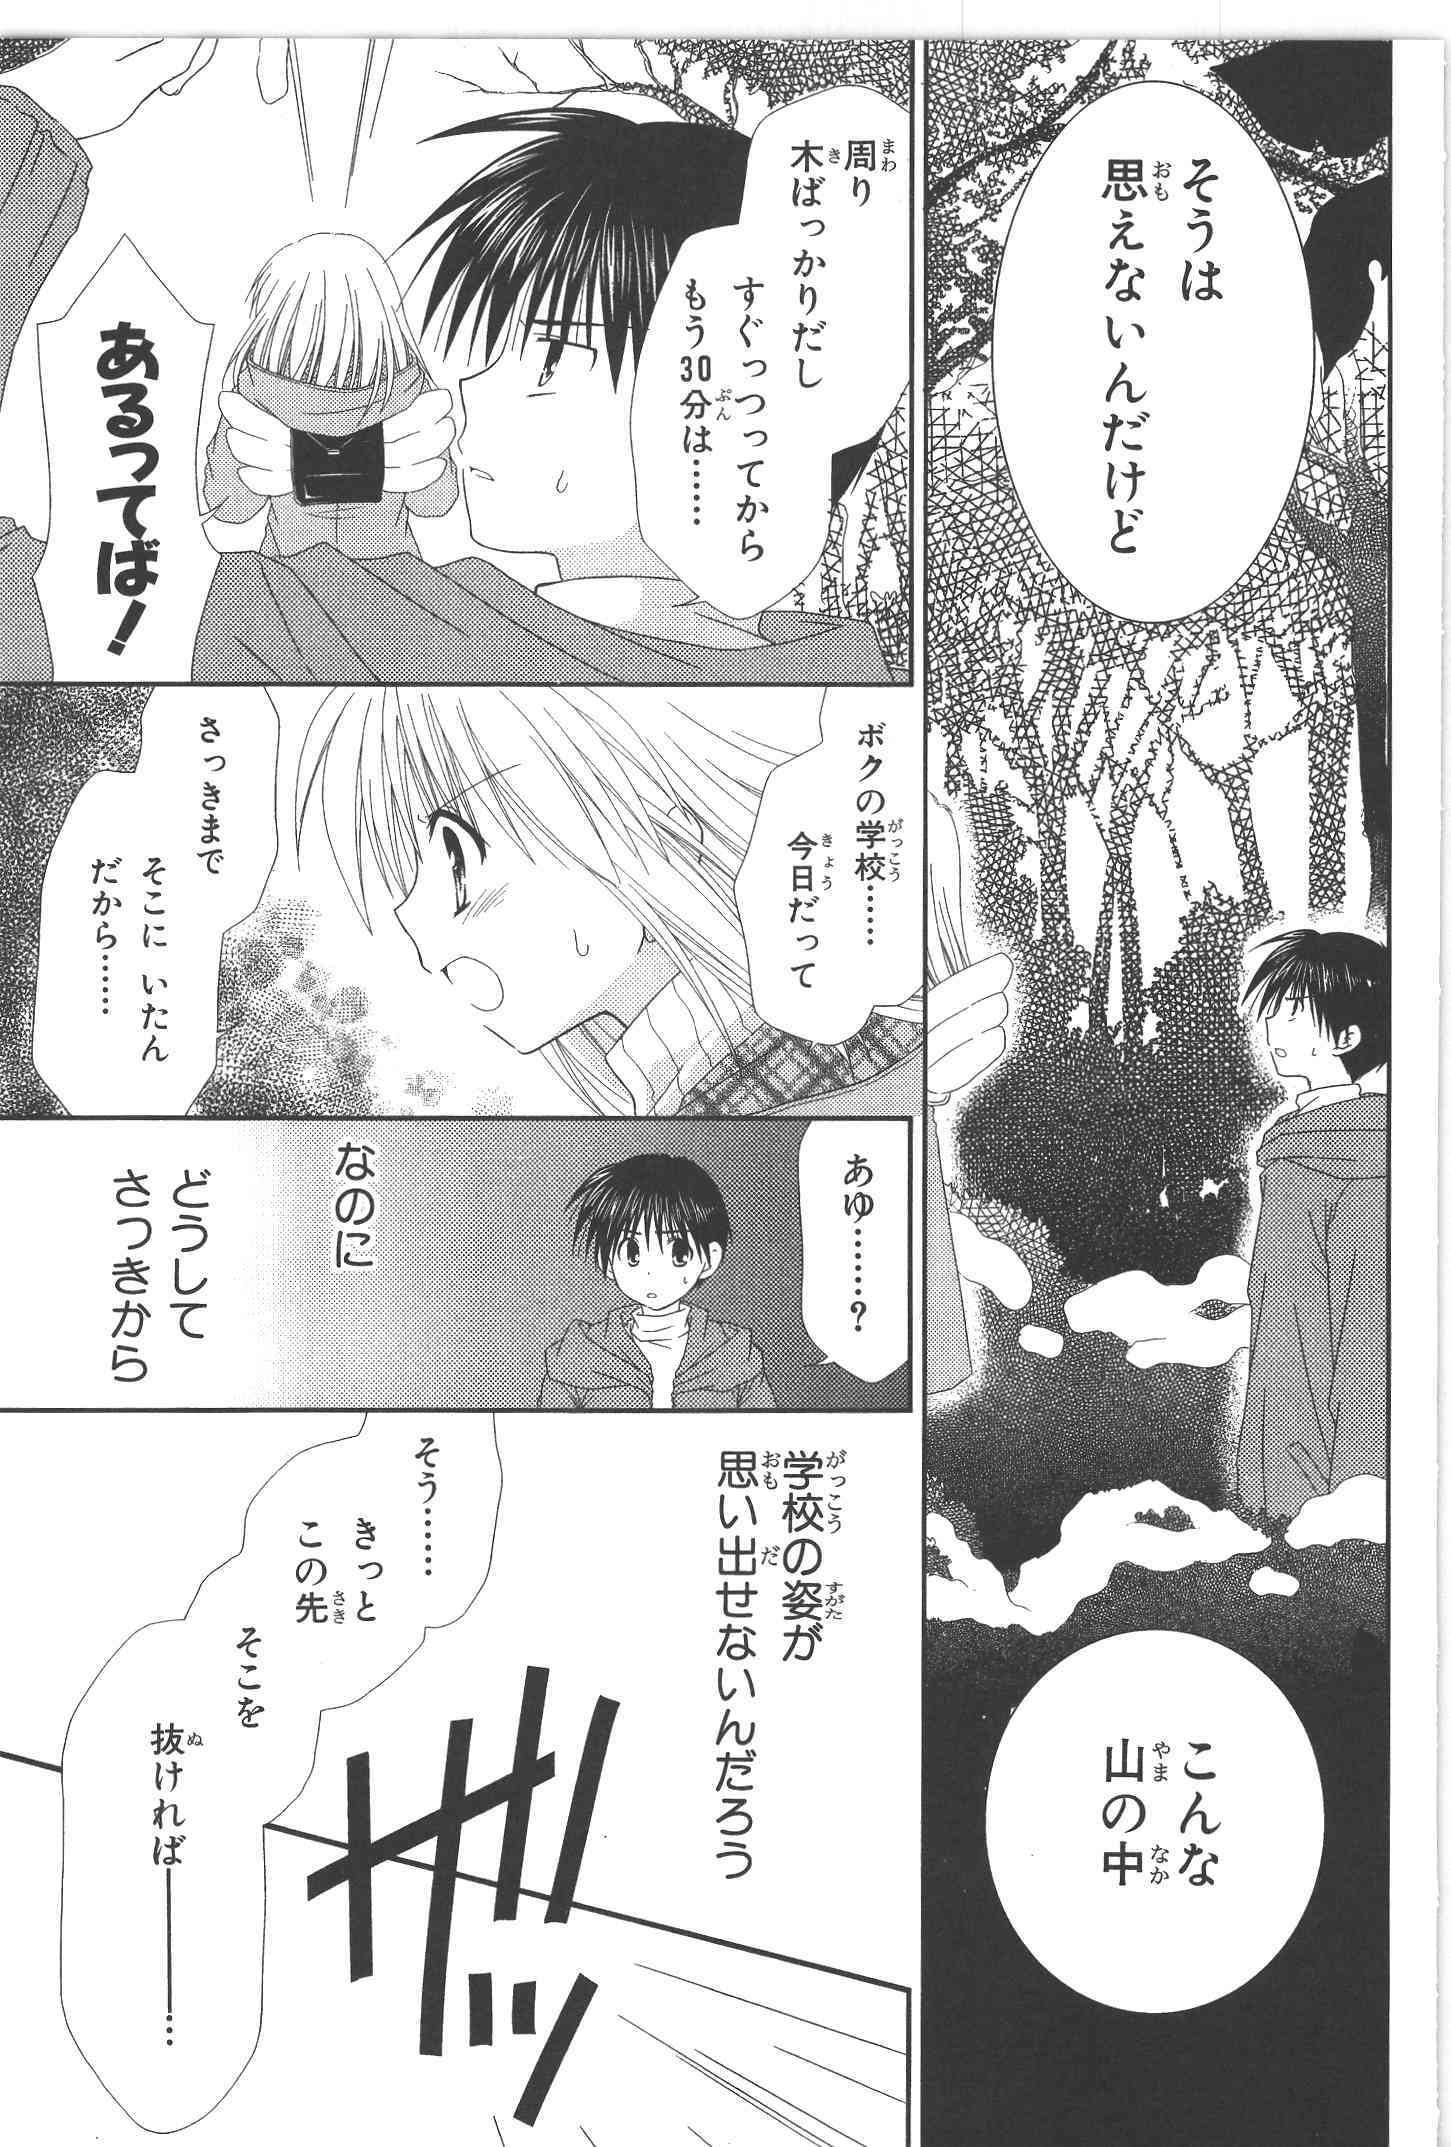 そうは
思えないんだけど
こんな
山の中
周り
木ばっかりだし
すぐっつってから
もう30分は……
あるってば!
ボクの学校……
今日だって
さっきまで
そこに いたん
だから………
あゆ………?
なのに
どうして
さっきから
学校の姿が
思い出せないんだろう
そう………
きっと
この先
そこを
抜ければ――…
ガサッ